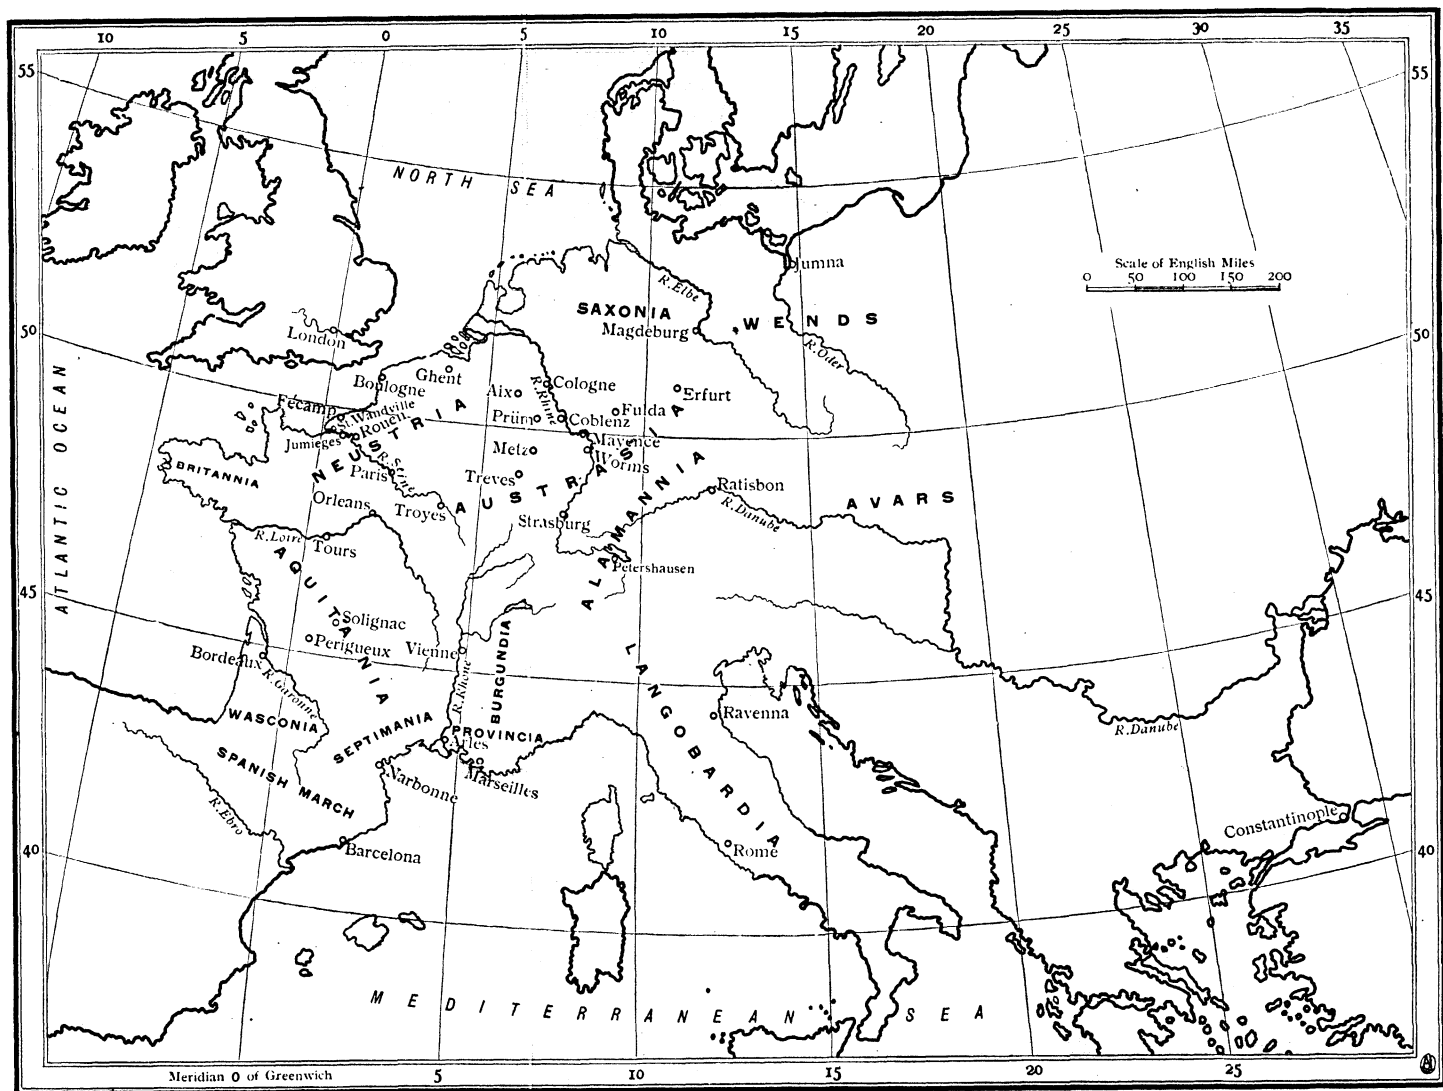 10 5 0 5 10 15 20 25 30 35
55 55
NORTH SEA
Jumna
Scale of English Miles
0 50 100 150 200
R. Elbe
SAXONIA
WENDS
Magdeburg
R. Oder
50 50
London
ATLANTIC OCEAN
Boulogne
Ghent
Aix
R. Rhine
Cologne
Erfurt
Fécamp
St. Wandville
Rouen
Jumièges
Prüm
Coblenz
Fulda
NEUSTRIA
Mayence
Metz
Worms
BRITANNIA
R. Seine
Paris
Treves
AUSTRASIA
Ratisbon
R. Danube
AVARS
Orleans
Troyes
Strasburg
ALAMANNIA
R. Loire
Tours
Petershausen
45 45
AQUITANIA
Solignac
Perigueux
Vienne
BURGUNDIA
Bordeaux
R. Garonne
R. Rhone
LANGOBARDIA
WASCONIA
SEPTIMANIA
PROVINCIA
Ravenna
R. Danube
Arles
SPANISH MARCH
Narbonne
Marseilles
R. Ebro
Constantinople
40 40
Barcelona
Rome
MEDITERRANEAN SEA
Meridian 0 of Greenwich
5 10 15 20 25